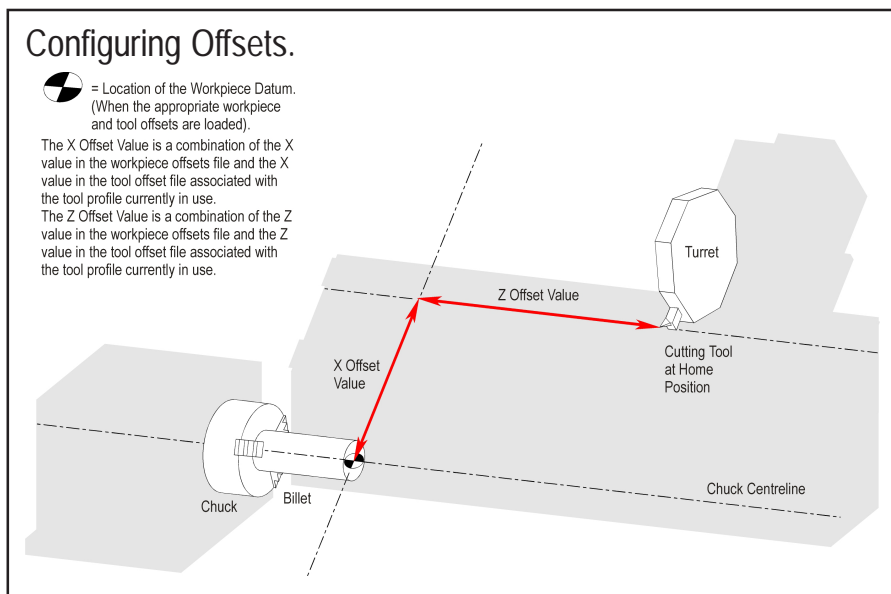 Configuring Offsets.
= Location of the Workpiece Datum.
(When the appropriate workpiece
and tool offsets are loaded).
The X Offset Value is a combination of the X
value in the workpiece offsets file and the X
value in the tool offset file associated with
the tool profile currently in use.
The Z Offset Value is a combination of the Z
value in the workpiece offsets file and the Z
value in the tool offset file associated with
the tool profile currently in use.
Turret
Z Offset Value
Cutting Tool
at Home
Position
X Offset
Value
Chuck Centreline
Billet
Chuck